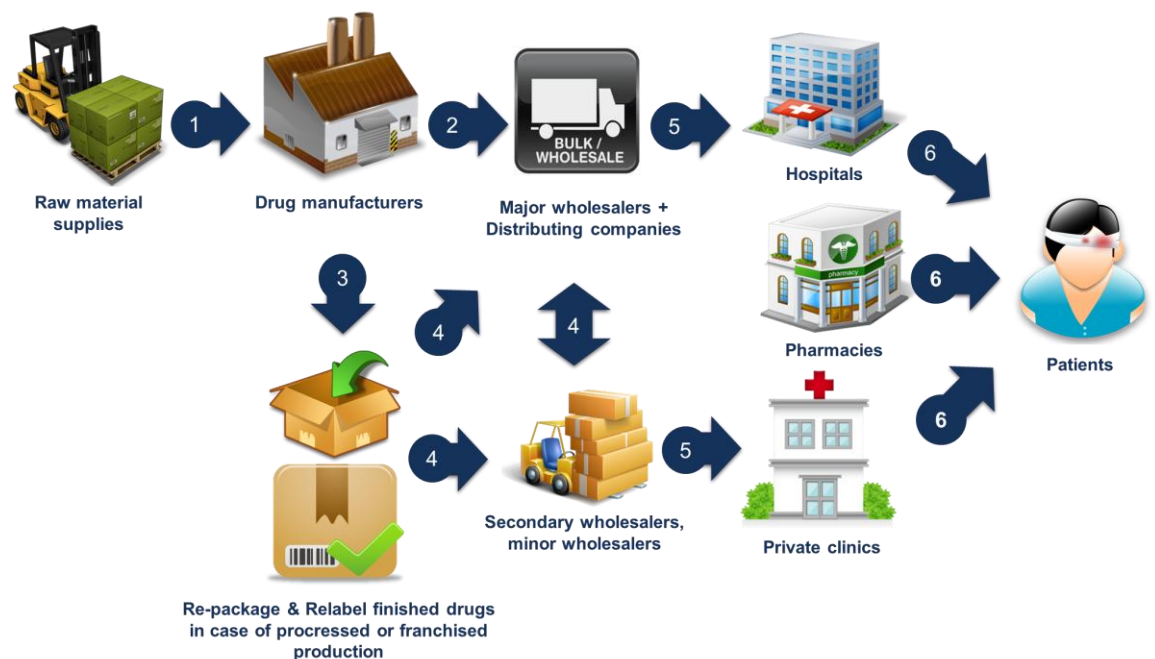 1
2
5
6
BULK /
WHOLESALE
Raw material
supplies
Drug manufacturers
Major wholesalers +
Distributing companies
Hospitals
3
4
4
pharmacy
6
Pharmacies
Patients
4
5
6
Secondary wholesalers,
minor wholesalers
Private clinics
Re-package & Relabel finished drugs
in case of procressed or franchised
production